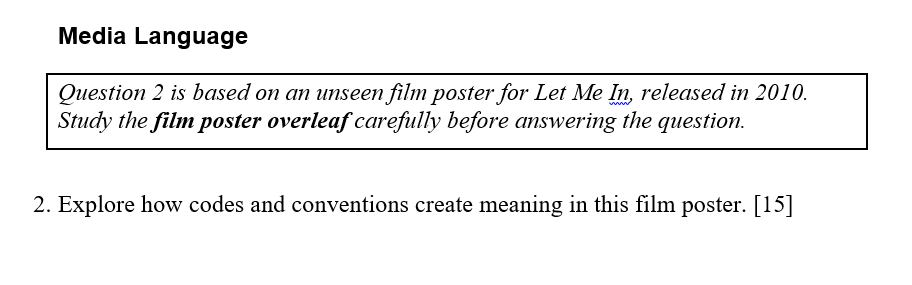 Media Language
Question 2 is based on an unseen film poster for Let Me In, released in 2010.
Study the film poster overleaf carefully before answering the question.
2. Explore how codes and conventions create meaning in this film poster. [15]